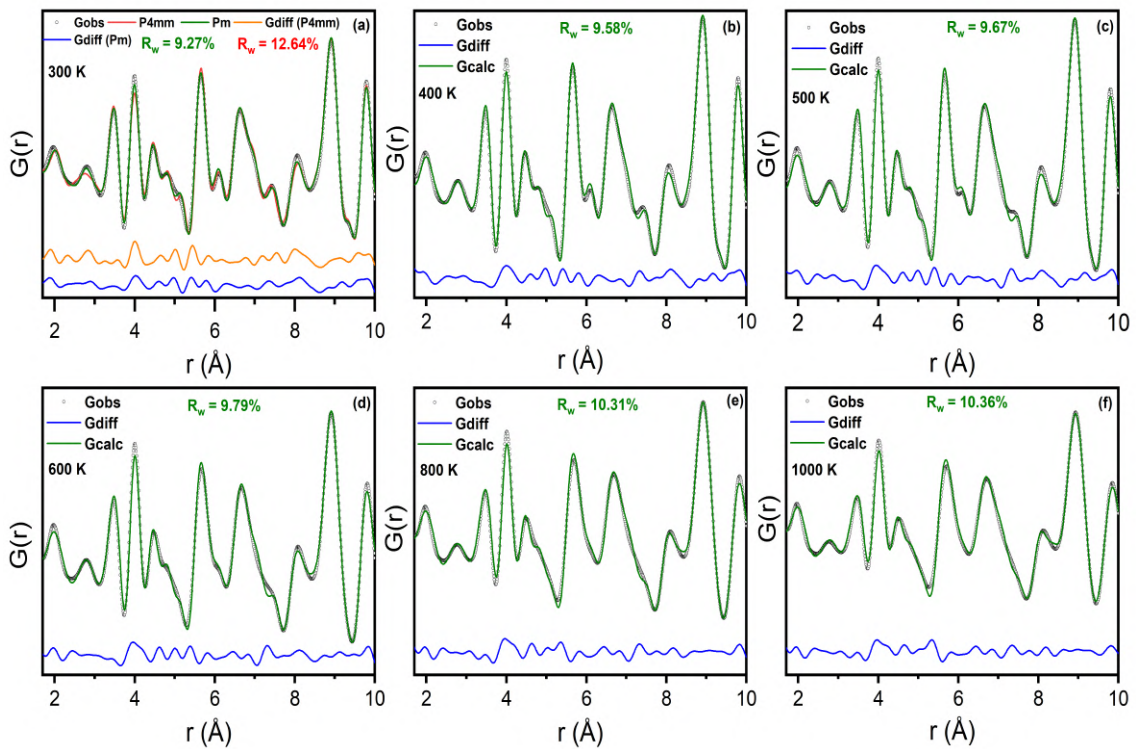 Gobs P4mm Pm Gdiff (P4mm) (a)
Gdiff (Pm) R_w = 9.27% R_w = 12.64%
300 K
G(r)
2 4 6 8 10
r (Å)
Gobs R_w = 9.58% (b)
Gdiff
Gcalc
400 K
G(r)
2 4 6 8 10
r (Å)
Gobs R_w = 9.67% (c)
Gdiff
Gcalc
500 K
G(r)
2 4 6 8 10
r (Å)
Gobs R_w = 9.79% (d)
Gdiff
Gcalc
600 K
G(r)
2 4 6 8 10
r (Å)
Gobs R_w = 10.31% (e)
Gdiff
Gcalc
800 K
G(r)
2 4 6 8 10
r (Å)
Gobs R_w = 10.36% (f)
Gdiff
Gcalc
1000 K
G(r)
2 4 6 8 10
r (Å)